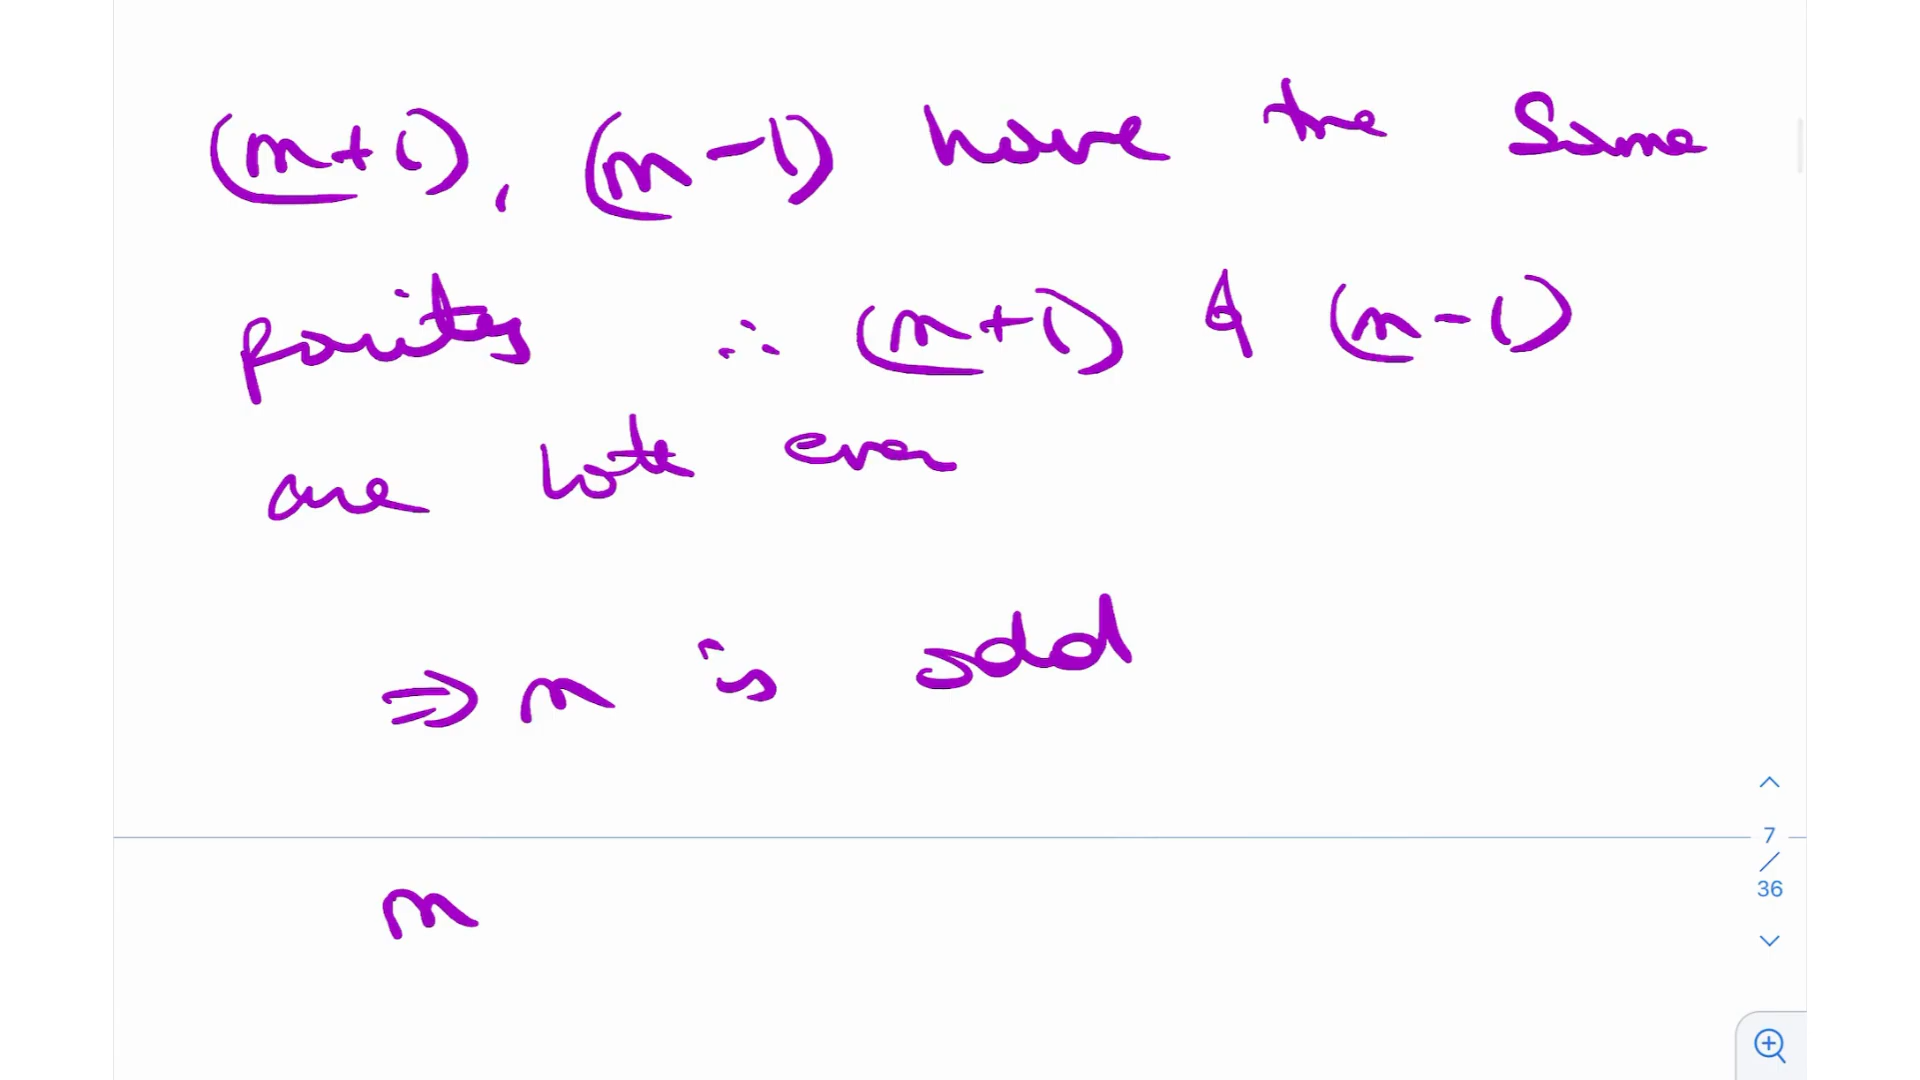 (m+1), (m-1) have the same
parity ∴ (m+1) & (m-1)
are both even
⇒ m is odd
7
/
36
m